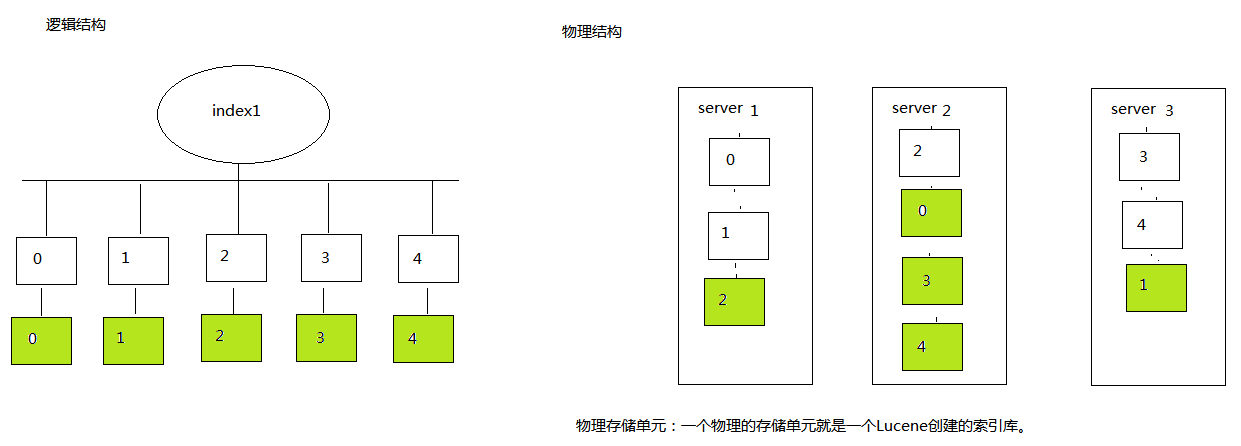 逻辑结构
index1
0 1 2 3 4
0 1 2 3 4
物理结构
server 1
0
1
2
server 2
2
0
3
4
server 3
3
4
1
物理存储单元：一个物理的存储单元就是一个Lucene创建的索引库。